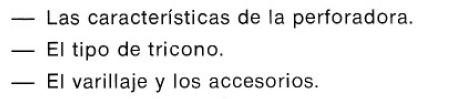 — Las características de la perforadora.
— El tipo de tricono.
— El varillaje y los accesorios.